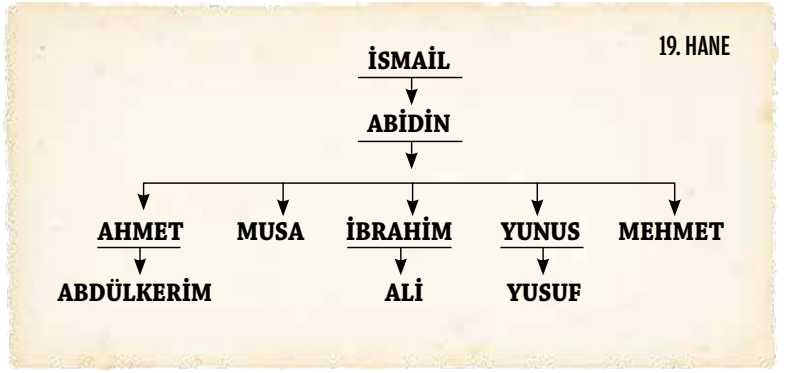 19. HANE
İSMAİL
ABİDİN
AHMET MUSA İBRAHİM YUNUS MEHMET
ABDÜLKERİM ALİ YUSUF